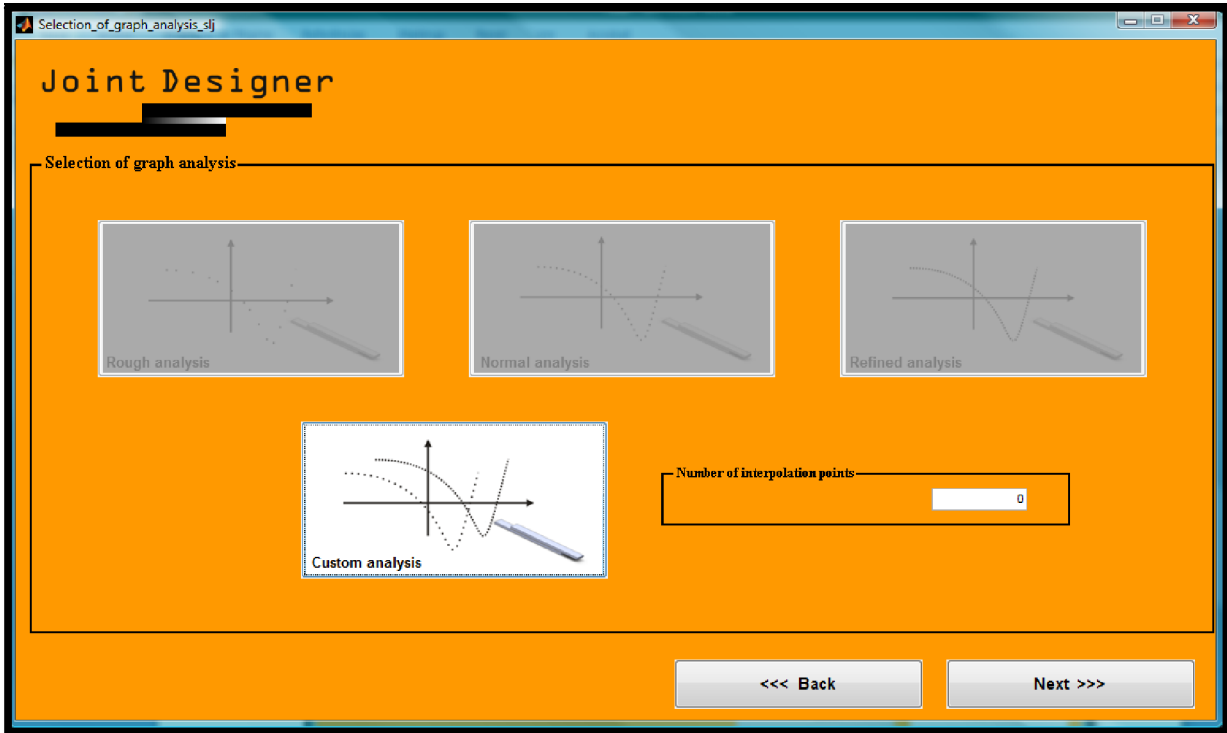 Selection_of_graph_analysis_slj
Joint Designer
Selection of graph analysis
Rough analysis
Normal analysis
Refined analysis
Number of interpolation points
0
Custom analysis
<<< Back
Next >>>